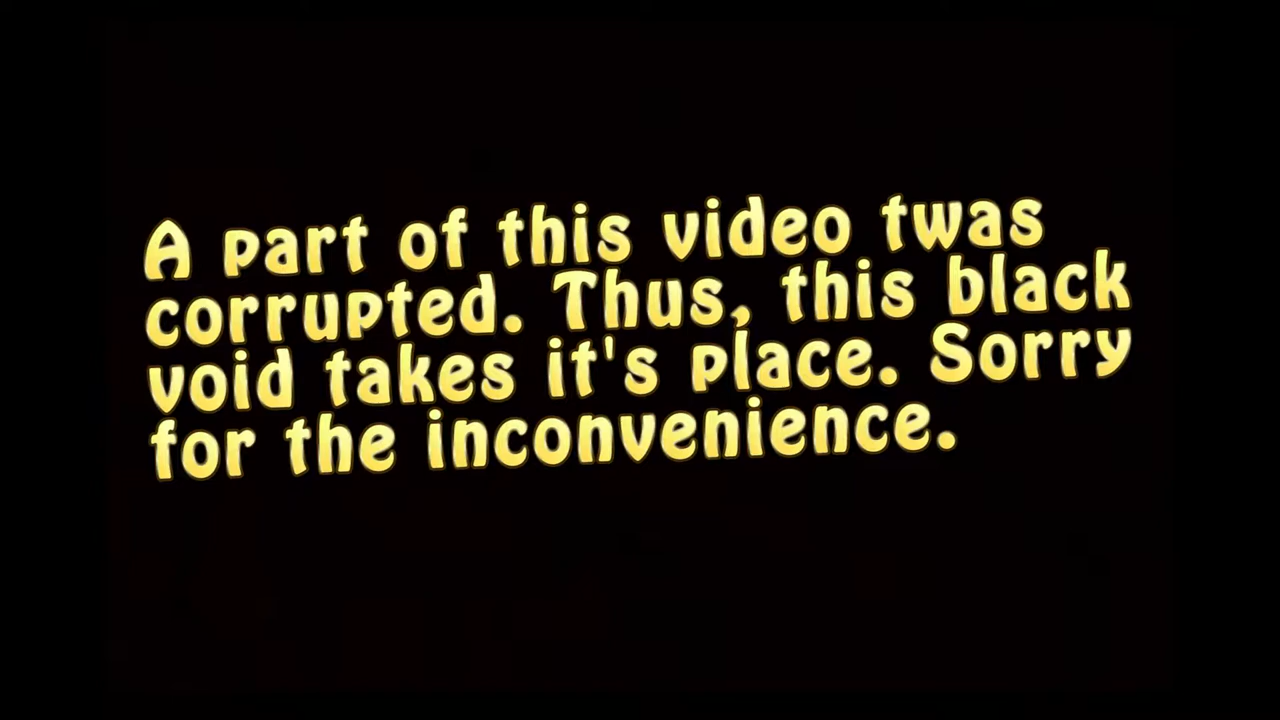 A part of this video twas
corrupted. Thus, this black
void takes it's place. Sorry
for the inconvenience.